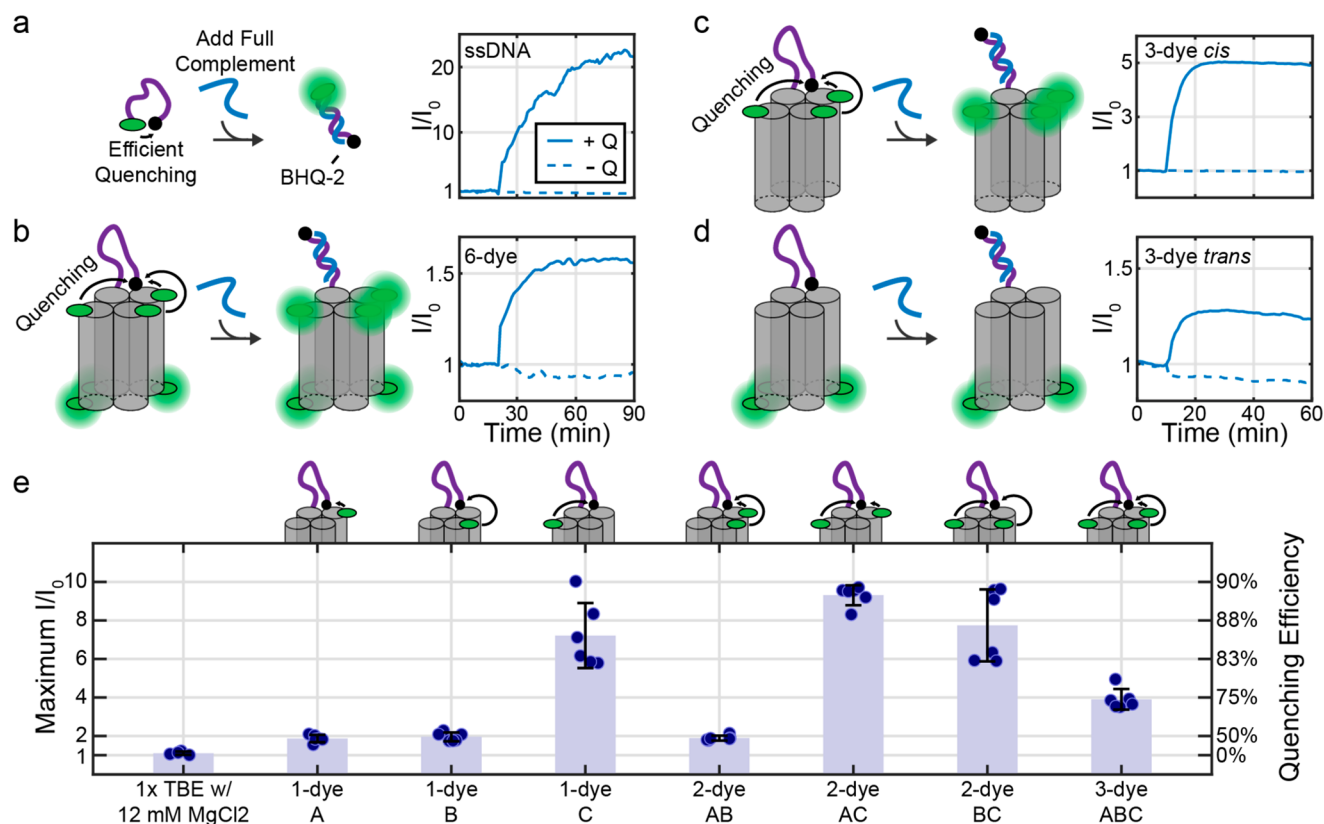 a
Add Full
Complement
Efficient
Quenching
BHQ-2
ssDNA
I/I0
20
10
1
+ Q
- Q
b
Quenching
6-dye
I/I0
1.5
1
0 30 60 90
Time (min)
c
Quenching
3-dye cis
I/I0
5
3
1
d
3-dye trans
I/I0
1.5
1
0 20 40 60
Time (min)
e
Maximum I/I0
10
8
6
4
2
1
90%
88%
83%
75%
50%
0%
Quenching Efficiency
1x TBE w/
12 mM MgCl2
1-dye
A
1-dye
B
1-dye
C
2-dye
AB
2-dye
AC
2-dye
BC
3-dye
ABC